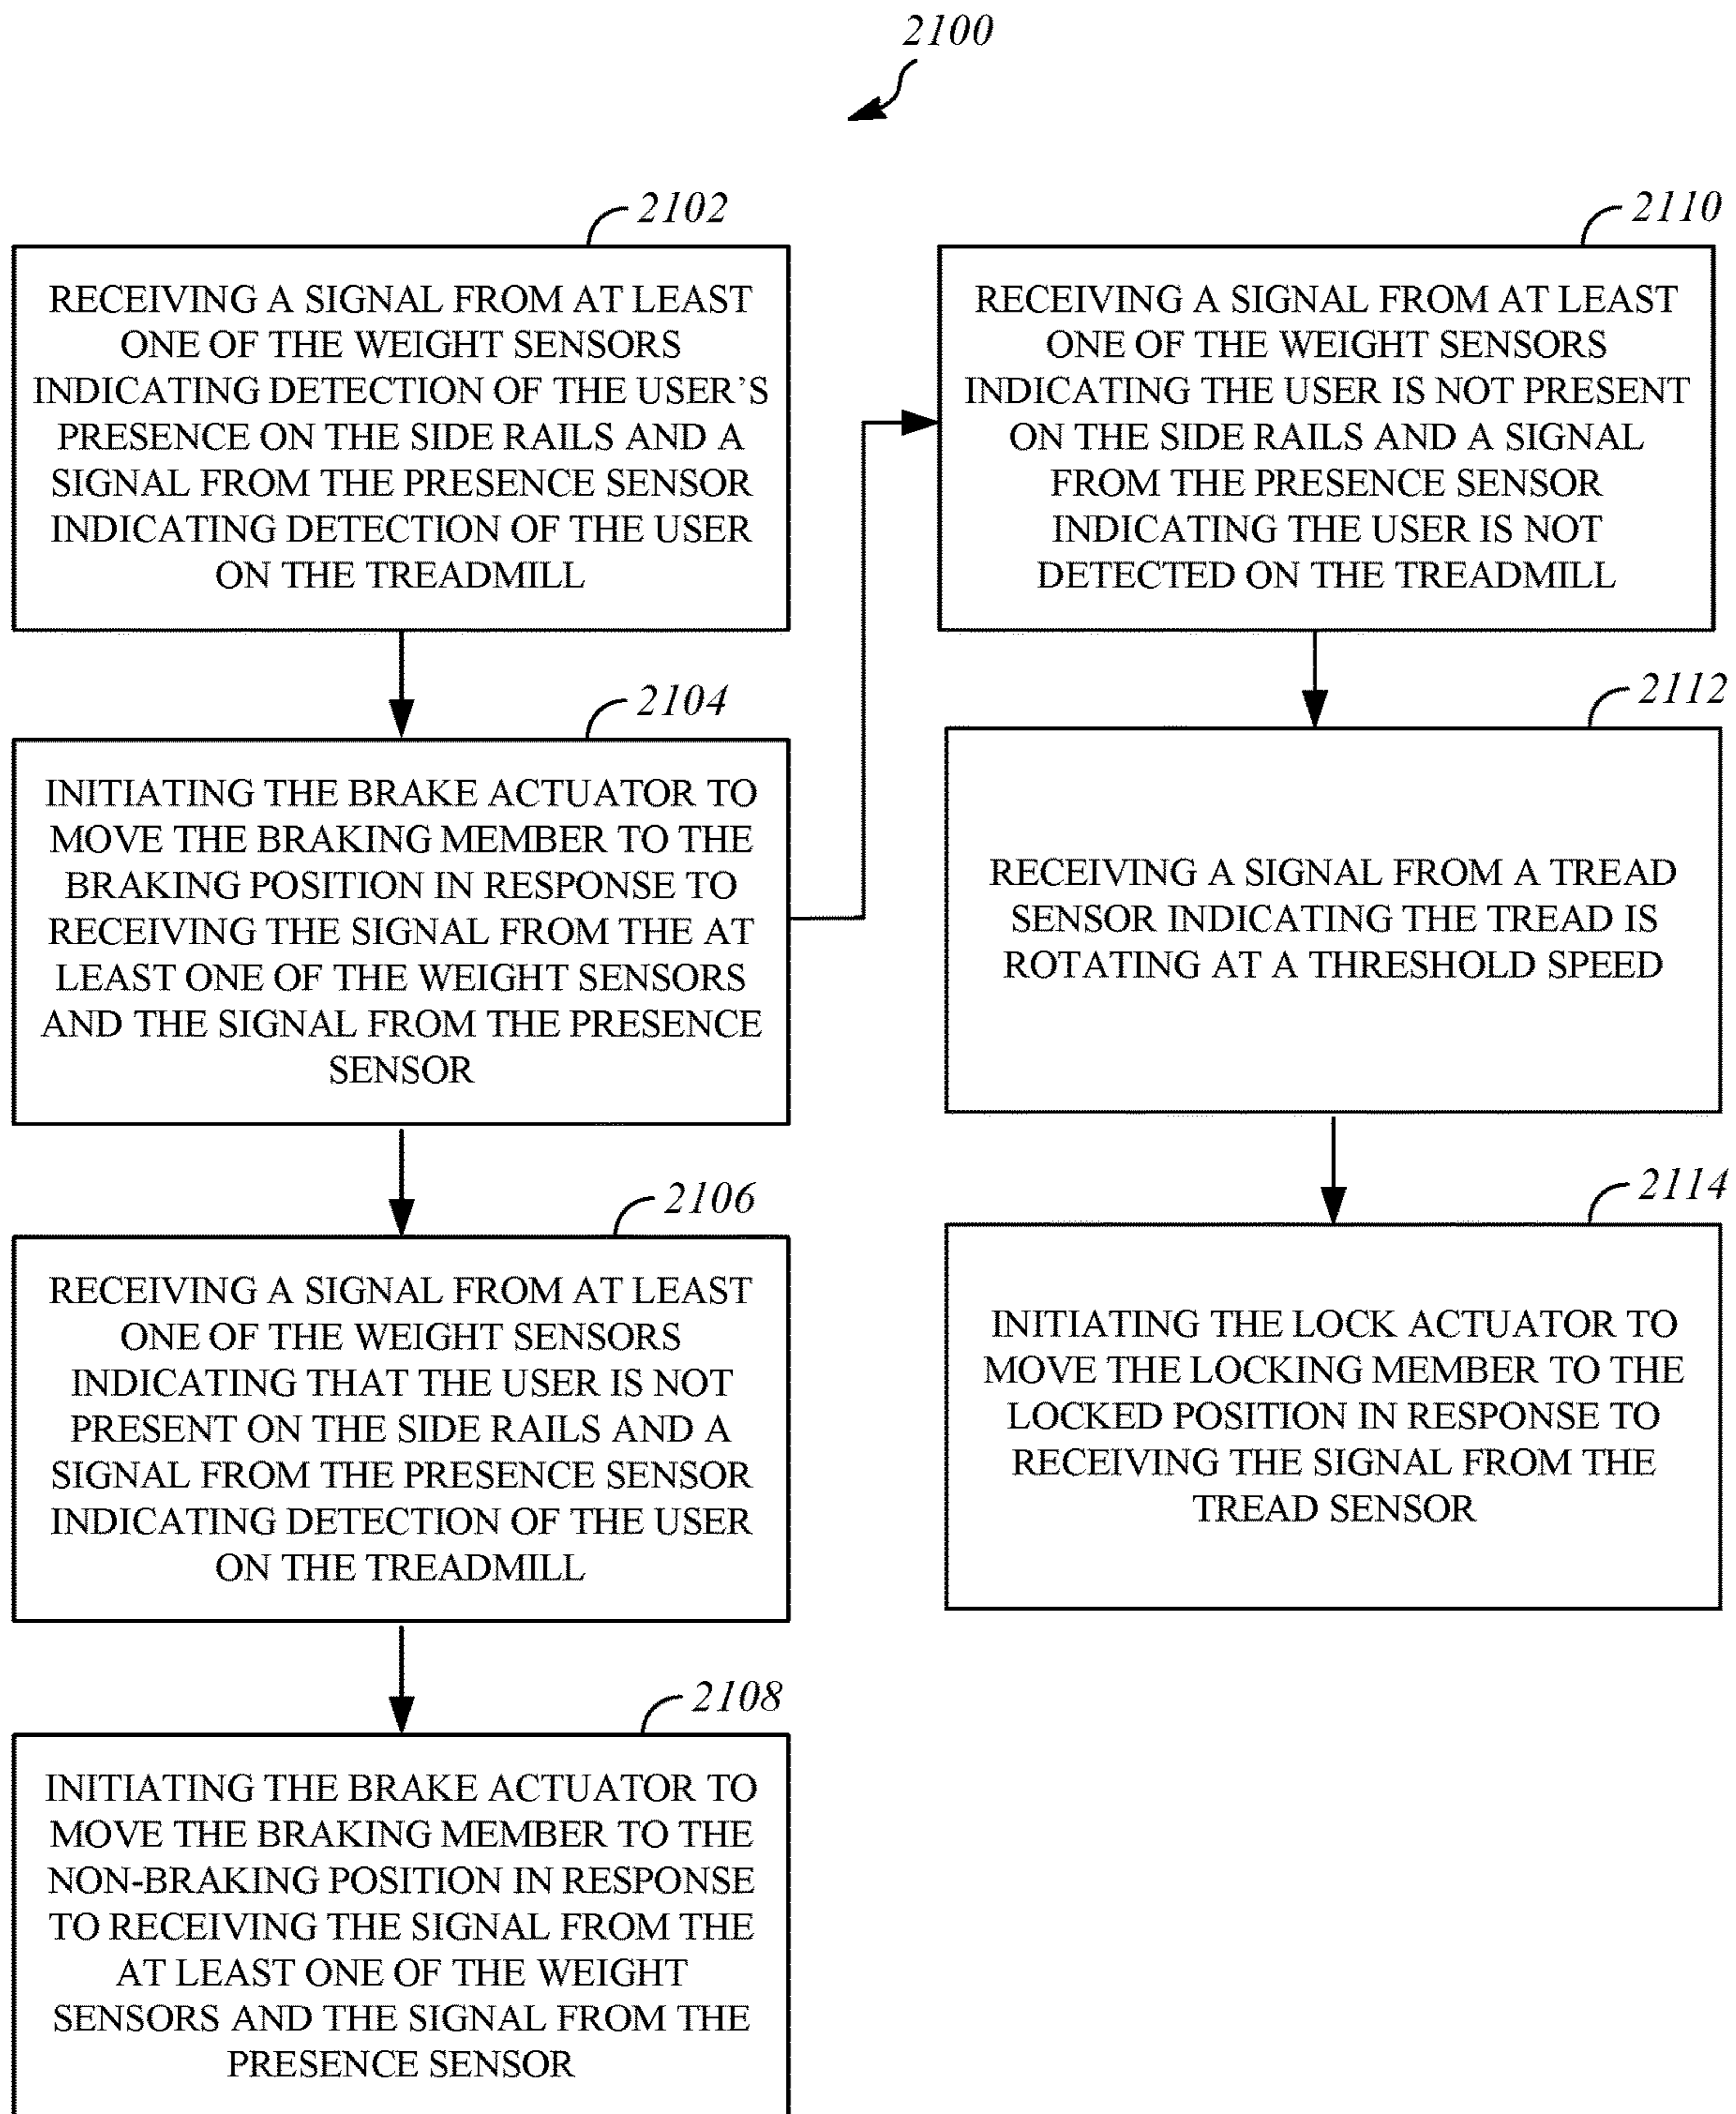 2100
2102
RECEIVING A SIGNAL FROM AT LEAST
ONE OF THE WEIGHT SENSORS
INDICATING DETECTION OF THE USER'S
PRESENCE ON THE SIDE RAILS AND A
SIGNAL FROM THE PRESENCE SENSOR
INDICATING DETECTION OF THE USER
ON THE TREADMILL
2104
INITIATING THE BRAKE ACTUATOR TO
MOVE THE BRAKING MEMBER TO THE
BRAKING POSITION IN RESPONSE TO
RECEIVING THE SIGNAL FROM THE AT
LEAST ONE OF THE WEIGHT SENSORS
AND THE SIGNAL FROM THE PRESENCE
SENSOR
2106
RECEIVING A SIGNAL FROM AT LEAST
ONE OF THE WEIGHT SENSORS
INDICATING THAT THE USER IS NOT
PRESENT ON THE SIDE RAILS AND A
SIGNAL FROM THE PRESENCE SENSOR
INDICATING DETECTION OF THE USER
ON THE TREADMILL
2108
INITIATING THE BRAKE ACTUATOR TO
MOVE THE BRAKING MEMBER TO THE
NON-BRAKING POSITION IN RESPONSE
TO RECEIVING THE SIGNAL FROM THE
AT LEAST ONE OF THE WEIGHT
SENSORS AND THE SIGNAL FROM THE
PRESENCE SENSOR
2110
RECEIVING A SIGNAL FROM AT LEAST
ONE OF THE WEIGHT SENSORS
INDICATING THE USER IS NOT PRESENT
ON THE SIDE RAILS AND A SIGNAL
FROM THE PRESENCE SENSOR
INDICATING THE USER IS NOT
DETECTED ON THE TREADMILL
2112
RECEIVING A SIGNAL FROM A TREAD
SENSOR INDICATING THE TREAD IS
ROTATING AT A THRESHOLD SPEED
2114
INITIATING THE LOCK ACTUATOR TO
MOVE THE LOCKING MEMBER TO THE
LOCKED POSITION IN RESPONSE TO
RECEIVING THE SIGNAL FROM THE
TREAD SENSOR